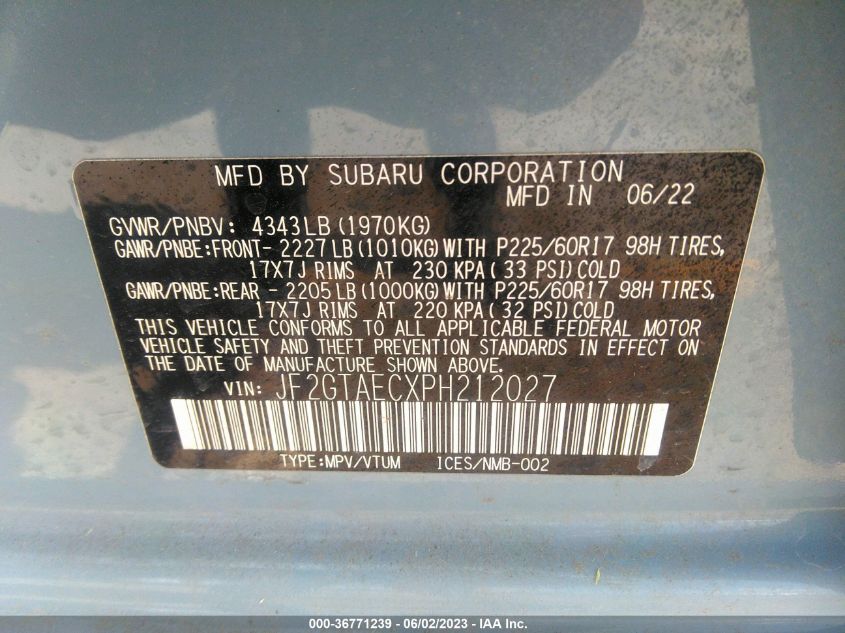 MFD BY SUBARU CORPORATION
MFD IN 06/22
GVWR/PNBV: 4343LB (1970KG)
GAWR/PNBE:FRONT- 2227LB (1010KG) WITH P225/60R17 98H TIRES,
17X7J RIMS AT 230 KPA( 33 PSI)COLD
GAWR/PNBE:REAR - 2205LB (1000KG) WITH P225/60R17 98H TIRES,
17X7J RIMS AT 220 KPA( 32 PSI)COLD
THIS VEHICLE CONFORMS TO ALL APPLICABLE FEDERAL MOTOR
VEHICLE SAFETY AND THEFT PREVENTION STANDARDS IN EFFECT ON
THE DATE OF MANUFACTURE SHOWN ABOVE.
VIN: JF2GTAECXPH212027
TYPE:MPV/VTUM ICES/NMB-002
000-36771239 - 06/02/2023 - IAA Inc.